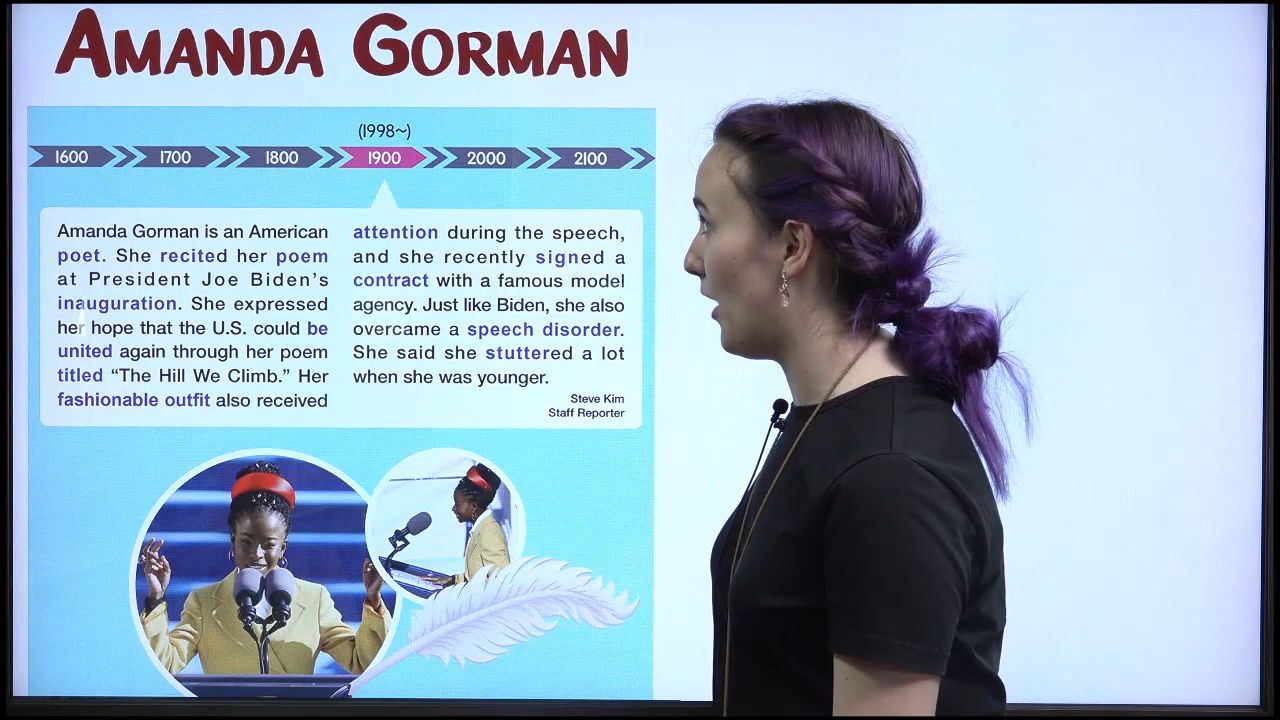 AMANDA GORMAN
(1998~)
1600 1700 1800 1900 2000 2100
Amanda Gorman is an American
poet. She recited her poem
at President Joe Biden's
inauguration. She expressed
her hope that the U.S. could be
united again through her poem
titled “The Hill We Climb.” Her
fashionable outfit also received
attention during the speech,
and she recently signed a
contract with a famous model
agency. Just like Biden, she also
overcame a speech disorder.
She said she stuttered a lot
when she was younger.
Steve Kim
Staff Reporter